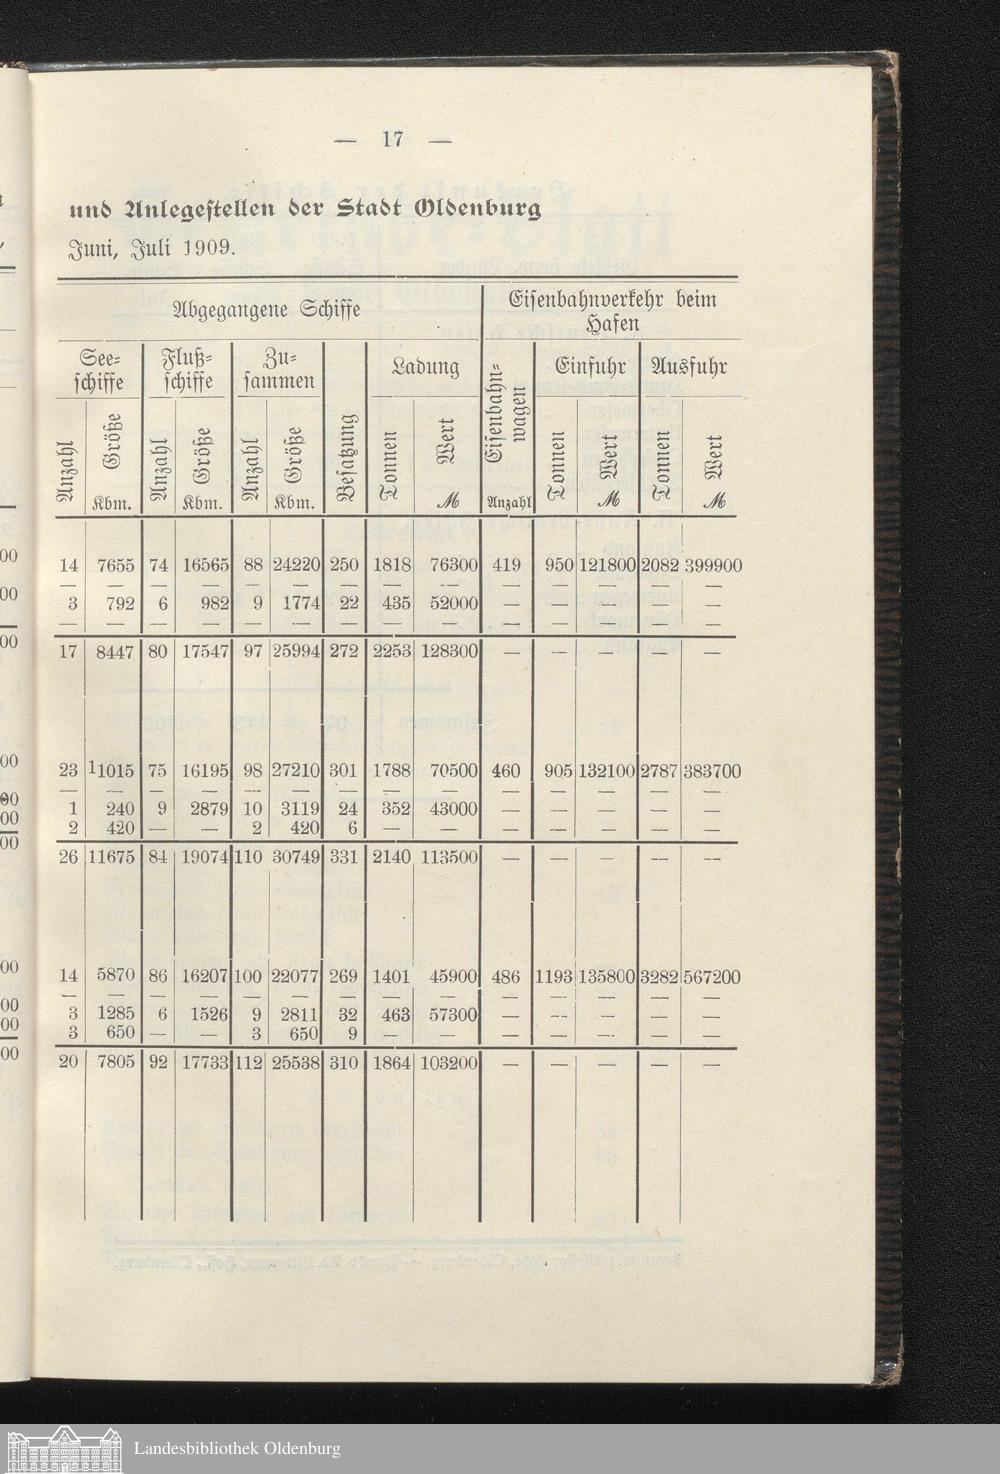 — 17 —
und Anlegestellen der Stadt Oldenburg
Juni, Juli 1909.
Abgegangene Schiffe
Eisenbahnverkehr beim
Hafen
See=
schiffe
Fluß=
schiffe
Zu=
sammen
Besatzung
Ladung
Eisenbahn=
wagen
Einfuhr
Ausfuhr
Anzahl Größe Anzahl Größe Anzahl Größe Tonnen Wert Tonnen Wert Tonnen Wert
Kbm. Kbm. Kbm. ℳ Anzahl ℳ ℳ
14 7655 74 16565 88 24220 250 1818 76300 419 950 121800 2082 399900
— — — — — — — — — — — — — —
3 792 6 982 9 1774 22 435 52000 — — — — —
— — — — — — — — — — — — — —
17 8447 80 17547 97 25994 272 2253 128300 — — — — —
23 11015 75 16195 98 27210 301 1788 70500 460 905 132100 2787 383700
— — — — — — — — — — — — — —
1 240 9 2879 10 3119 24 352 43000 — — — — —
2 420 — — 2 420 6 — — — — — — —
26 11675 84 19074 110 30749 331 2140 113500 — — — — —
14 5870 86 16207 100 22077 269 1401 45900 486 1193 135800 3282 567200
— — — — — — — — — — — — — —
3 1285 6 1526 9 2811 32 463 57300 — — — — —
3 650 — — 3 650 9 — — — — — — —
20 7805 92 17733 112 25538 310 1864 103200 — — — — —
Landesbibliothek Oldenburg